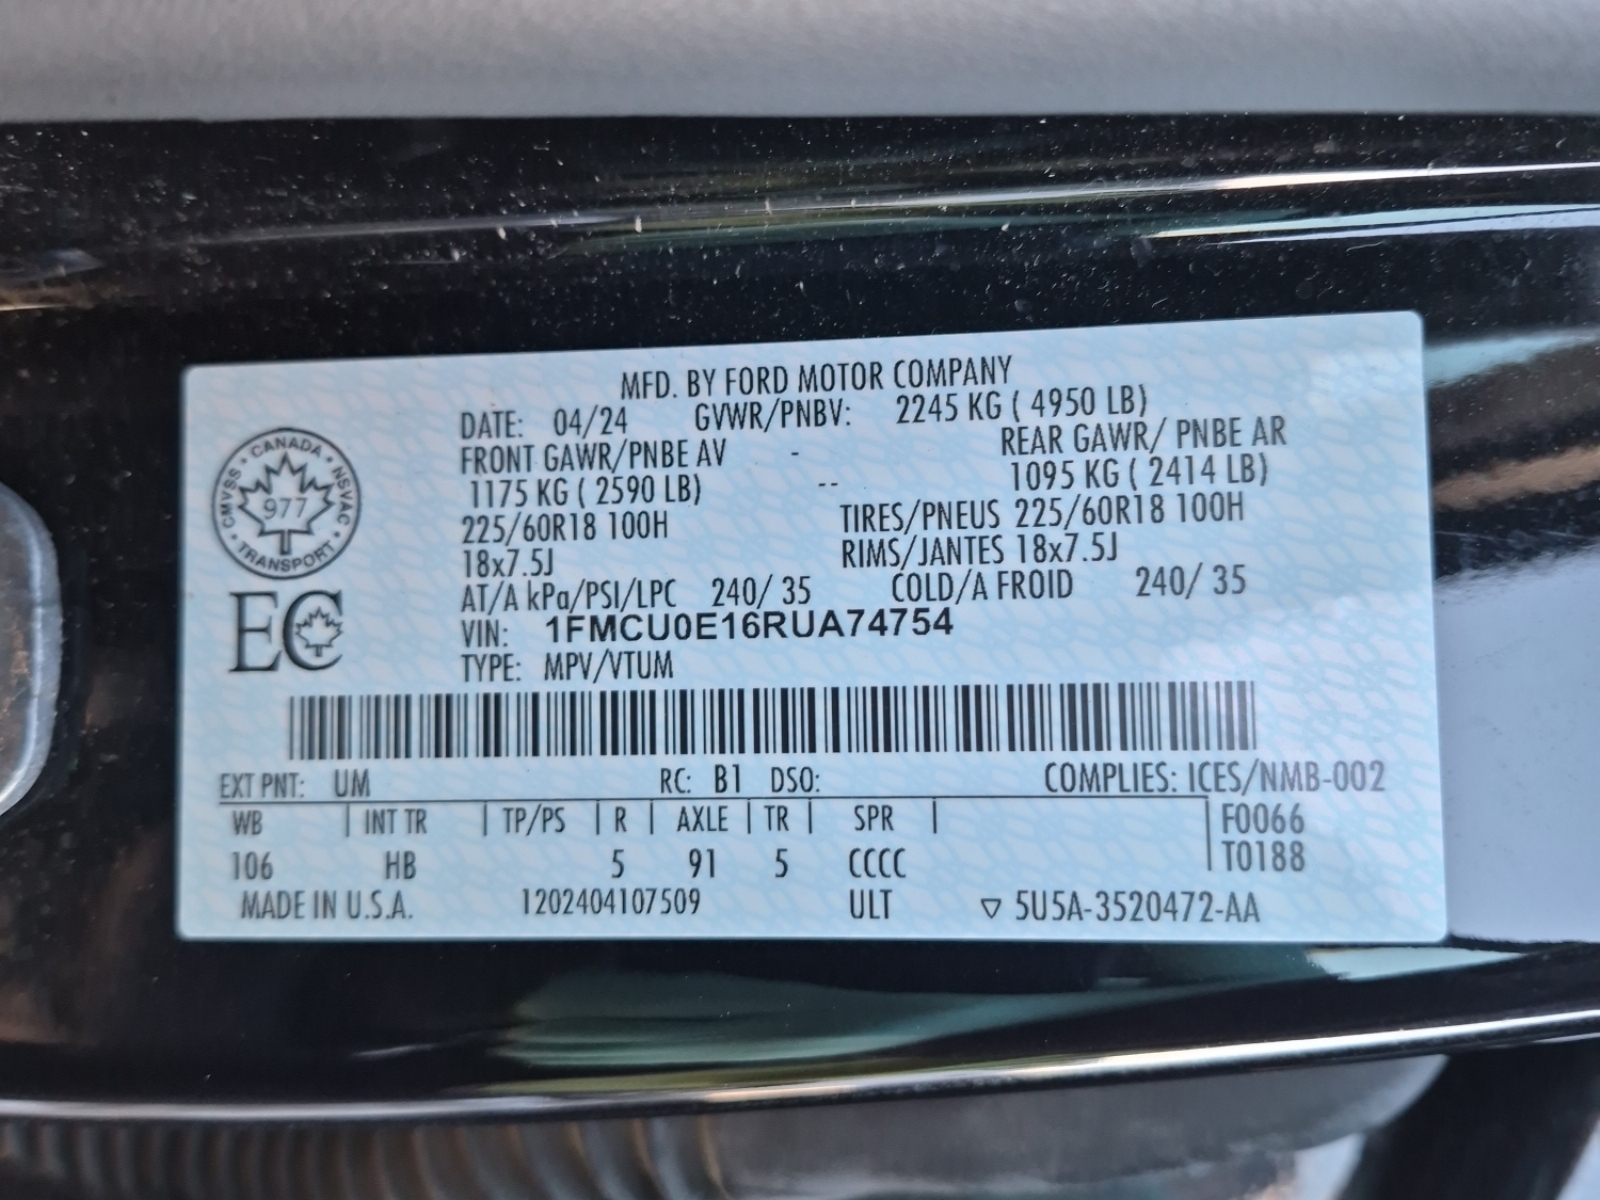 MFD. BY FORD MOTOR COMPANY
DATE: 04/24 GVWR/PNBV: 2245 KG ( 4950 LB)
FRONT GAWR/PNBE AV - REAR GAWR/ PNBE AR
1175 KG ( 2590 LB) -- 1095 KG ( 2414 LB)
225/60R18 100H TIRES/PNEUS 225/60R18 100H
18x7.5J RIMS/JANTES 18x7.5J
AT/A kPa/PSI/LPC 240/ 35 COLD/A FROID 240/ 35
VIN: 1FMCU0E16RUA74754
TYPE: MPV/VTUM
CANADA • NSVAC • TRANSPORT • CMVSS •
977
EC
EXT PNT: UM RC: B1 DSO: COMPLIES: ICES/NMB-002
WB | INT TR | TP/PS | R | AXLE | TR | SPR | F0066
106 HB 5 91 5 CCCC T0188
MADE IN U.S.A. 1202404107509 ULT ▽ 5U5A-3520472-AA